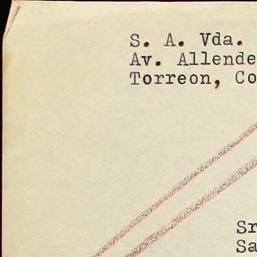 S. A. Vda.
Av. Allende
Torreon, Co
Sr
Sa